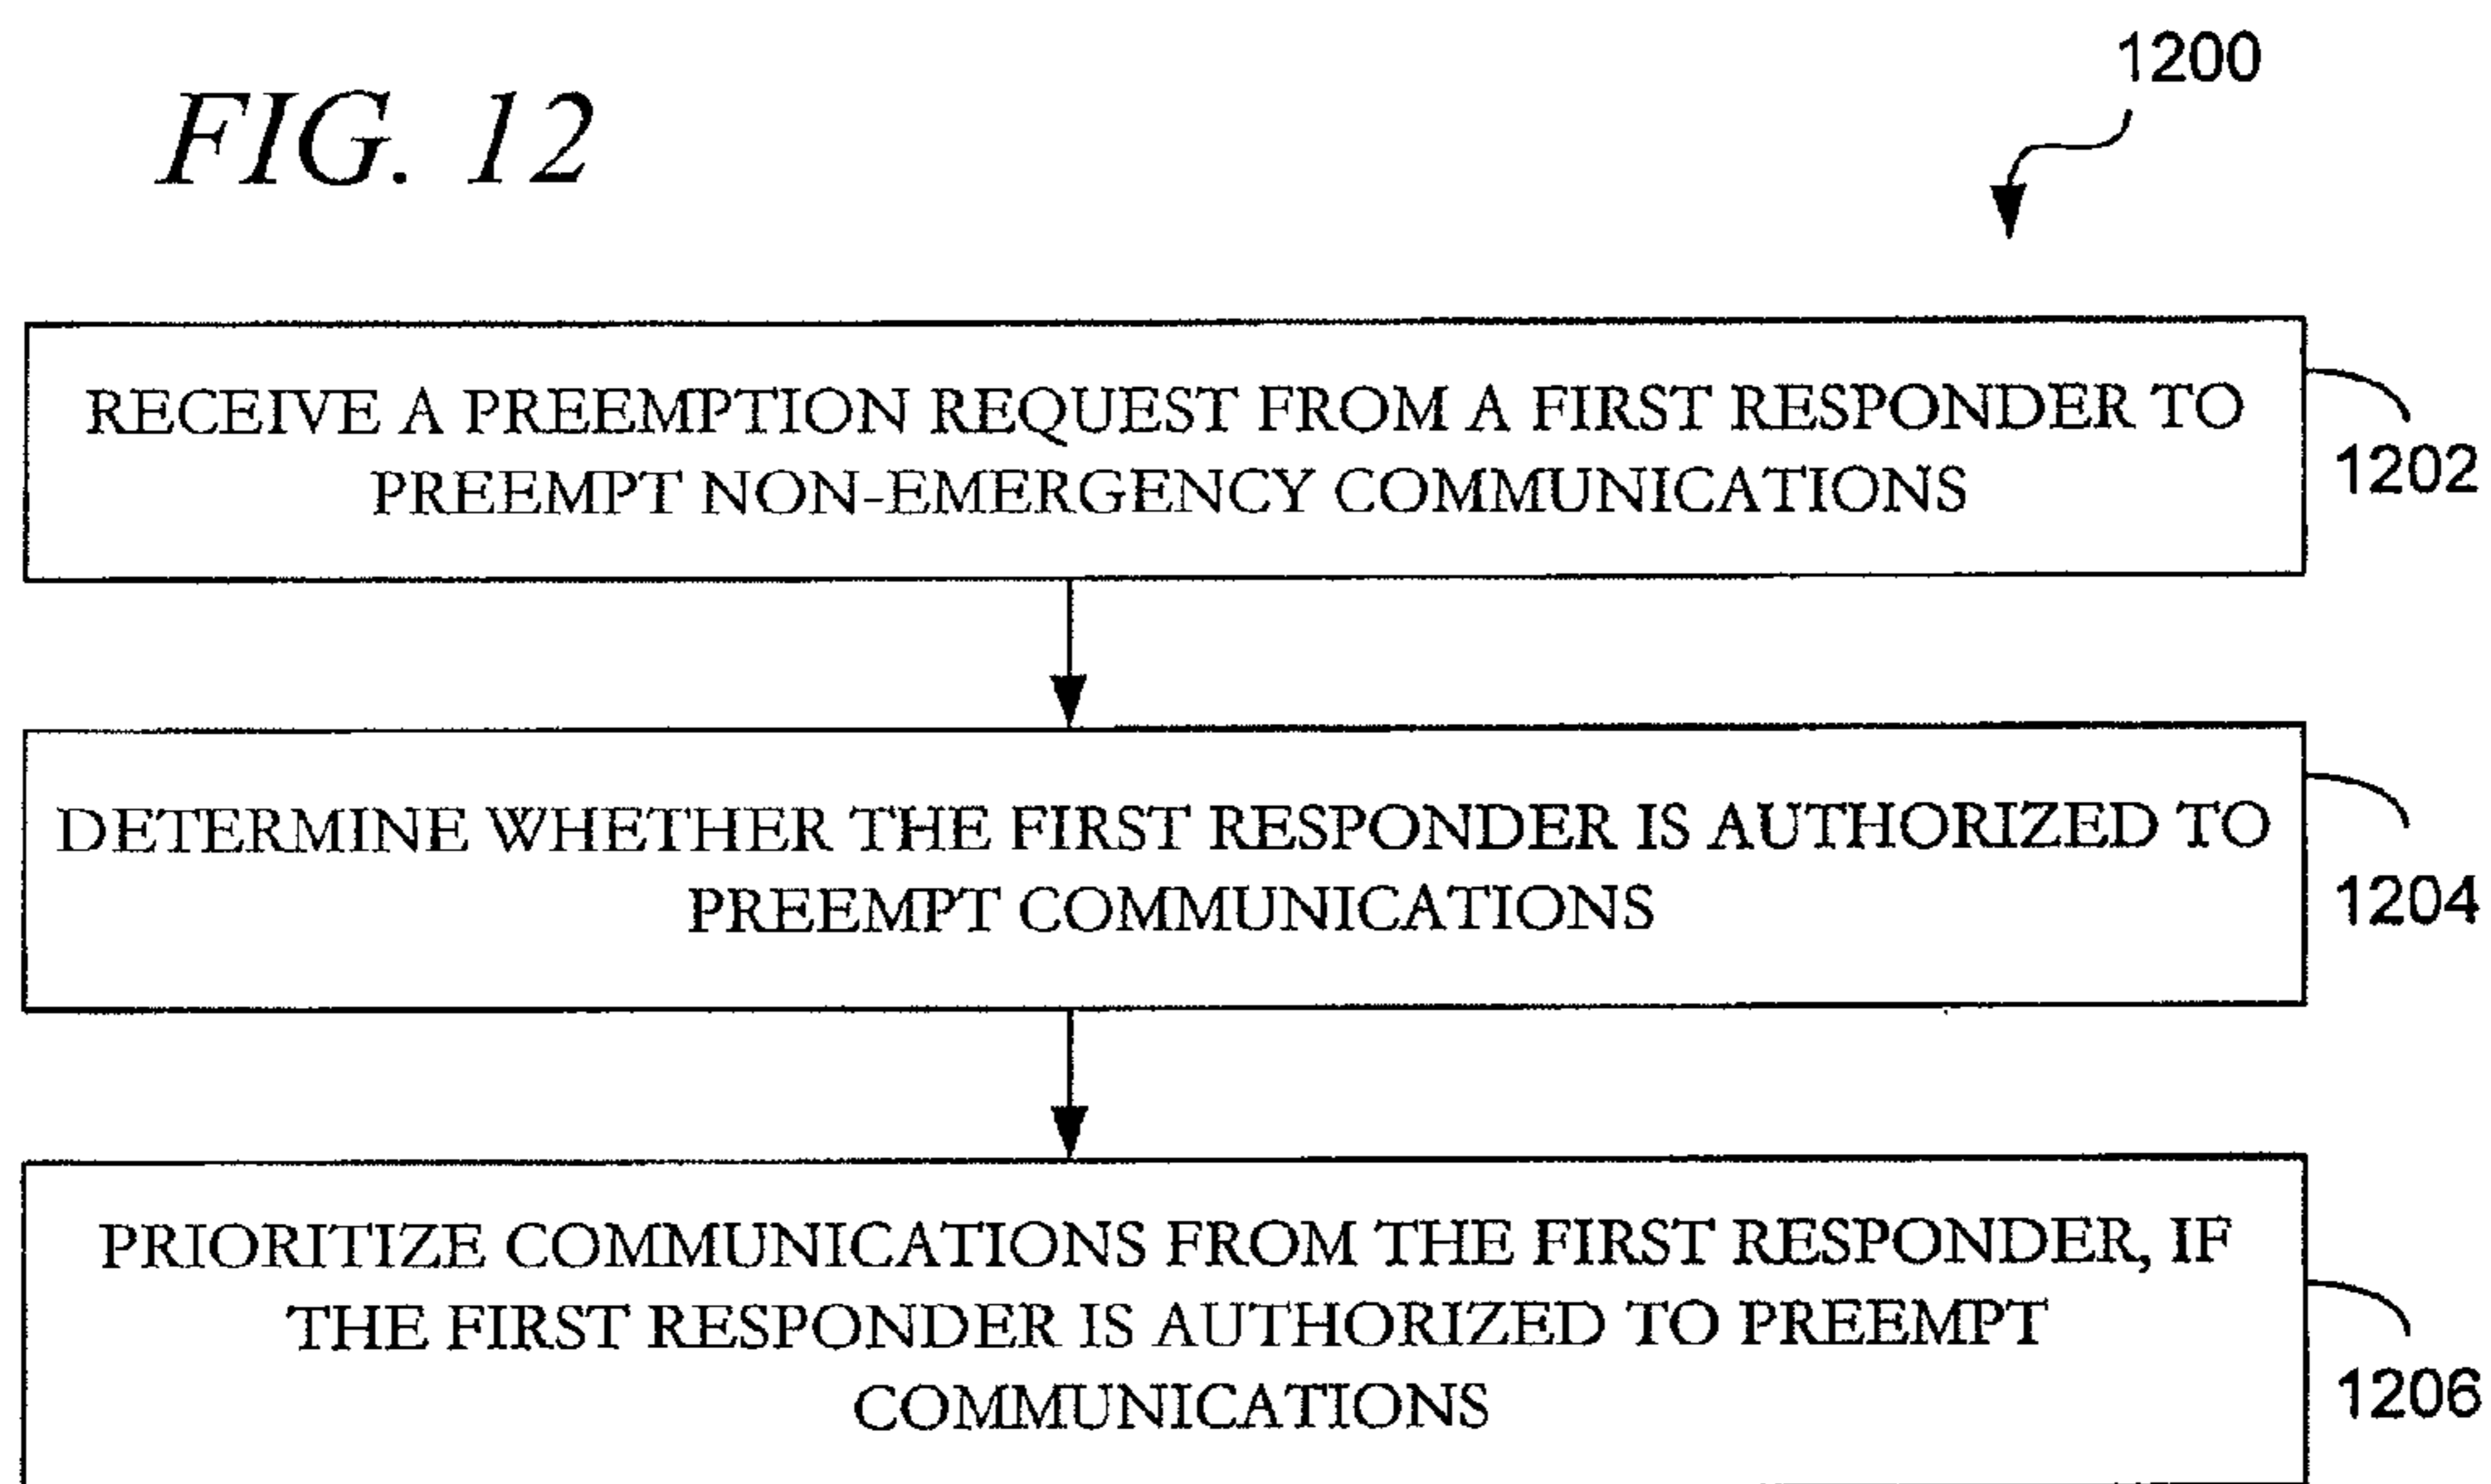 FIG. 12
1200
RECEIVE A PREEMPTION REQUEST FROM A FIRST RESPONDER TO
PREEMPT NON-EMERGENCY COMMUNICATIONS
1202
DETERMINE WHETHER THE FIRST RESPONDER IS AUTHORIZED TO
PREEMPT COMMUNICATIONS
1204
PRIORITIZE COMMUNICATIONS FROM THE FIRST RESPONDER, IF
THE FIRST RESPONDER IS AUTHORIZED TO PREEMPT
COMMUNICATIONS
1206